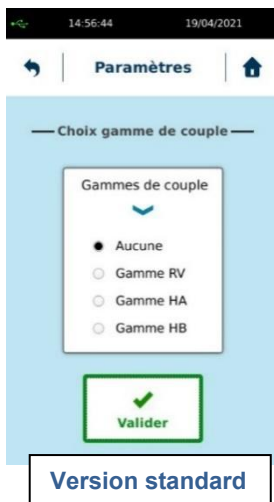 14:56:44 19/04/2021
Paramètres
Choix gamme de couple
Gammes de couple
Aucune
Gamme RV
Gamme HA
Gamme HB
Valider
Version standard